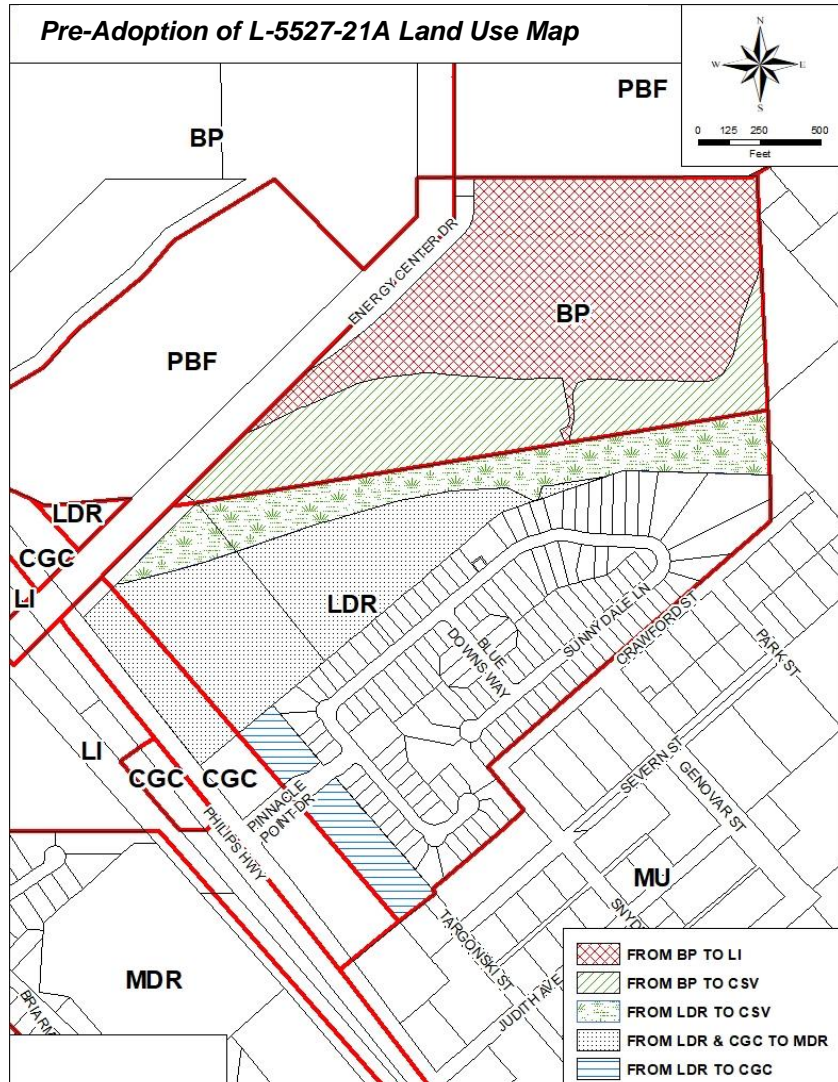 Pre-Adoption of L-5527-21A Land Use Map
N
W E
S
0 125 250 500
Feet
PBF
BP
ENERGY CENTER DR
BP
PBF
LDR
CGC
LI
LDR
SUNNY DALE LN
BLUE
DOWNS WAY
CRAWFORD ST
PARK ST
LI
CGC
CGC
PINNACLE
POINT DR
PHILIPS HWY
SEVERN ST
GENOVAR ST
MU
MDR
TARGONSKI ST
JUDITH AVE
FROM BP TO LI
FROM BP TO CSV
FROM LDR TO CSV
FROM LDR & CGC TO MDR
FROM LDR TO CGC